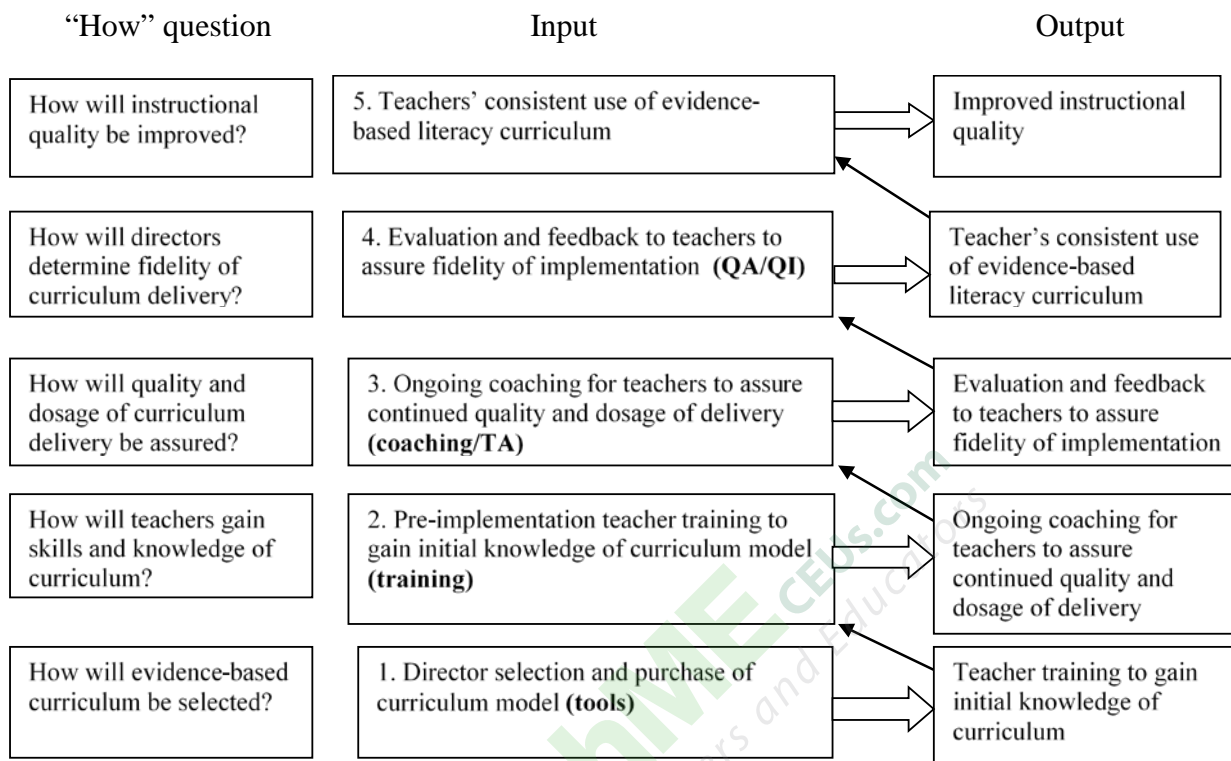 “How” question
Input
Output
How will instructional
quality be improved?
5. Teachers’ consistent use of evidence-
based literacy curriculum
Improved instructional
quality
How will directors
determine fidelity of
curriculum delivery?
4. Evaluation and feedback to teachers to
assure fidelity of implementation (QA/QI)
Teacher’s consistent use
of evidence-based
literacy curriculum
How will quality and
dosage of curriculum
delivery be assured?
3. Ongoing coaching for teachers to assure
continued quality and dosage of delivery
(coaching/TA)
Evaluation and feedback
to teachers to assure
fidelity of implementation
How will teachers gain
skills and knowledge of
curriculum?
2. Pre-implementation teacher training to
gain initial knowledge of curriculum model
(training)
Ongoing coaching for
teachers to assure
continued quality and
dosage of delivery
How will evidence-based
curriculum be selected?
1. Director selection and purchase of
curriculum model (tools)
Teacher training to gain
initial knowledge of
curriculum
CEUs.com
and Educators